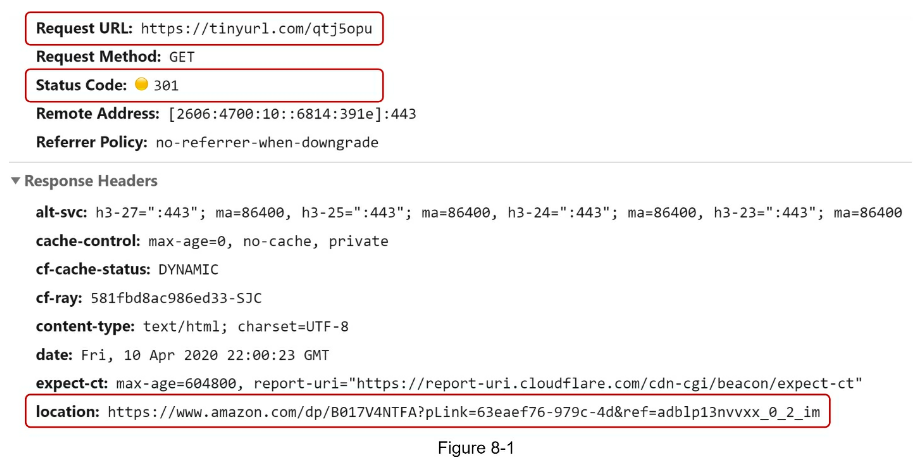 Request URL: https://tinyurl.com/qtj5opu
Request Method: GET
Status Code: 301
Remote Address: [2606:4700:10::6814:391e]:443
Referrer Policy: no-referrer-when-downgrade
Response Headers
alt-svc: h3-27=":443"; ma=86400, h3-25=":443"; ma=86400, h3-24=":443"; ma=86400, h3-23=":443"; ma=86400
cache-control: max-age=0, no-cache, private
cf-cache-status: DYNAMIC
cf-ray: 581fbd8ac986ed33-SJC
content-type: text/html; charset=UTF-8
date: Fri, 10 Apr 2020 22:00:23 GMT
expect-ct: max-age=604800, report-uri="https://report-uri.cloudflare.com/cdn-cgi/beacon/expect-ct"
location: https://www.amazon.com/dp/B017V4NTFA?pLink=63eaef76-979c-4d&ref=adblp13nvvxx_0_2_im
Figure 8-1